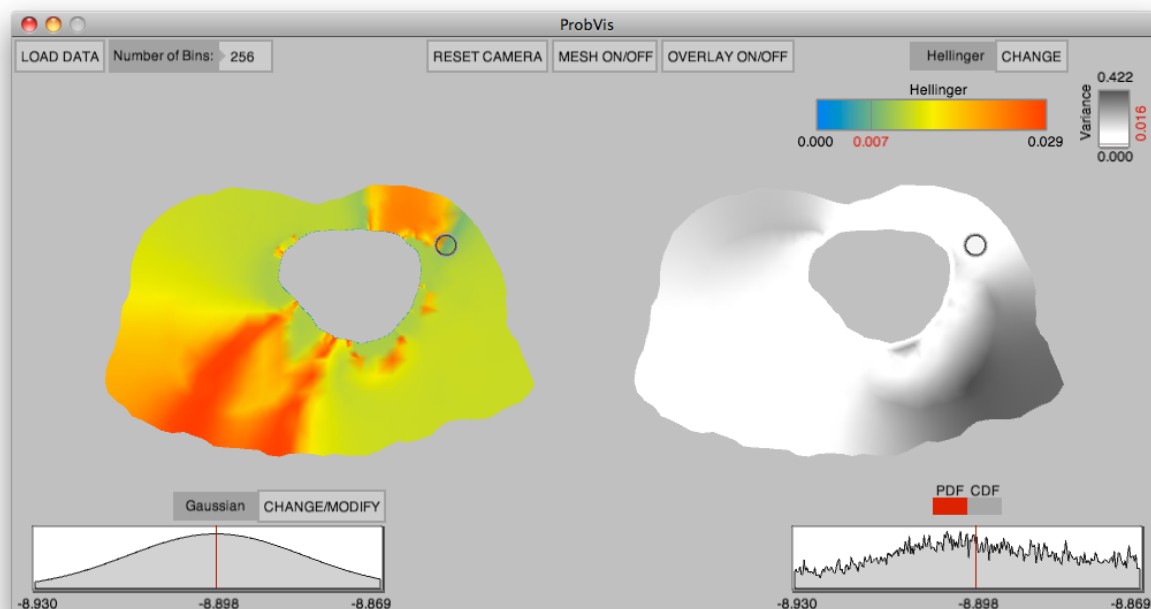 ProbVis
LOAD DATA Number of Bins: 256 RESET CAMERA MESH ON/OFF OVERLAY ON/OFF Hellinger CHANGE
Hellinger
0.000 0.007 0.029
0.422
Variance
0.016
0.000
Gaussian CHANGE/MODIFY
PDF CDF
-8.930 -8.898 -8.869
-8.930 -8.898 -8.869